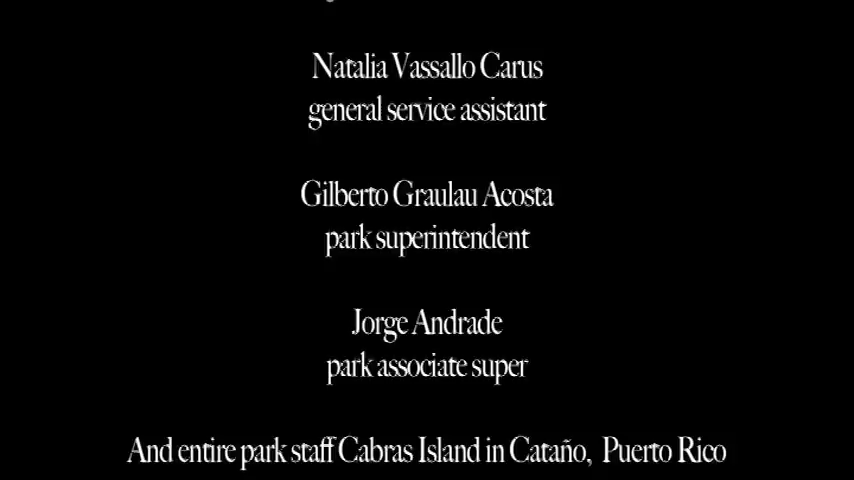 Natalia Vassallo Carus
general service assistant
Gilberto Graulau Acosta
park superintendent
Jorge Andrade
park associate super
And entire park staff Cabras Island in Cataño, Puerto Rico